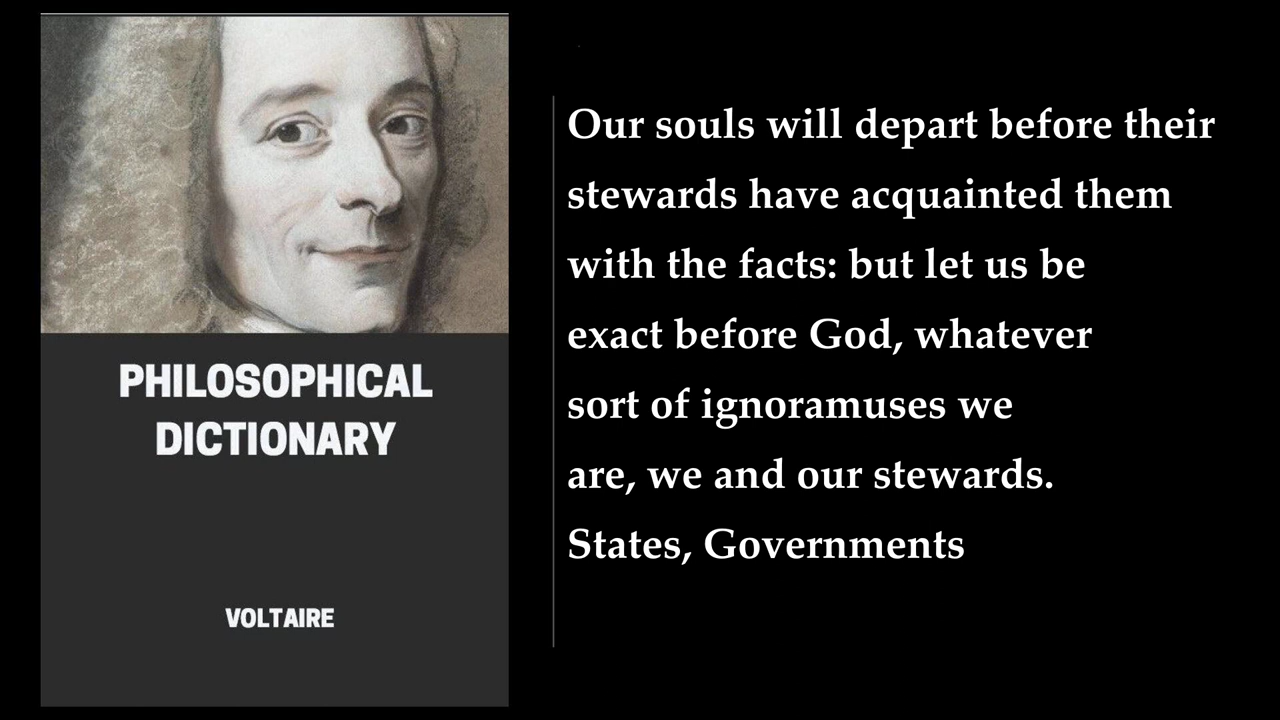 PHILOSOPHICAL
DICTIONARY
VOLTAIRE
Our souls will depart before their
stewards have acquainted them
with the facts: but let us be
exact before God, whatever
sort of ignoramuses we
are, we and our stewards.
States, Governments